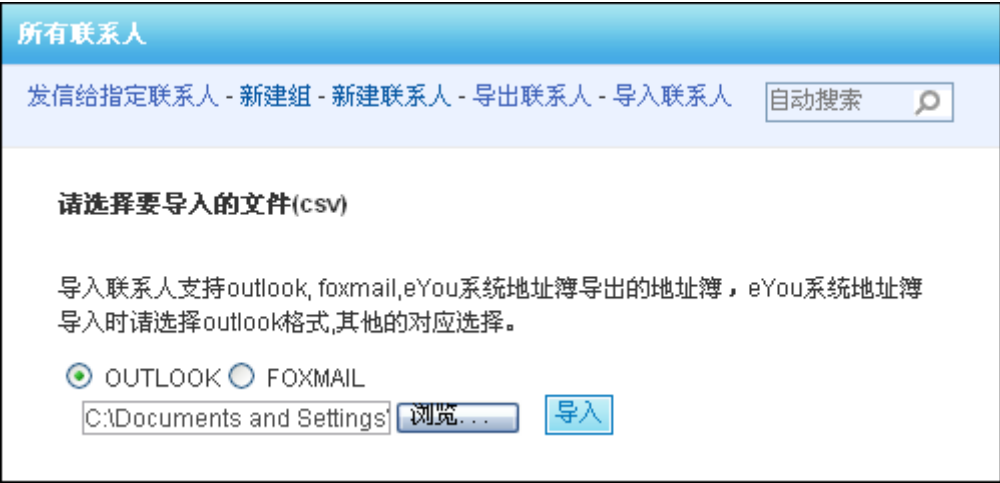 所有联系人
发信给指定联系人 - 新建组 - 新建联系人 - 导出联系人 - 导入联系人 自动搜索
请选择要导入的文件(csv)
导入联系人支持outlook, foxmail,eYou系统地址簿导出的地址簿，eYou系统地址簿
导入时请选择outlook格式,其他的对应选择。
OUTLOOK FOXMAIL
C:\Documents and Settings\ 浏览... 导入